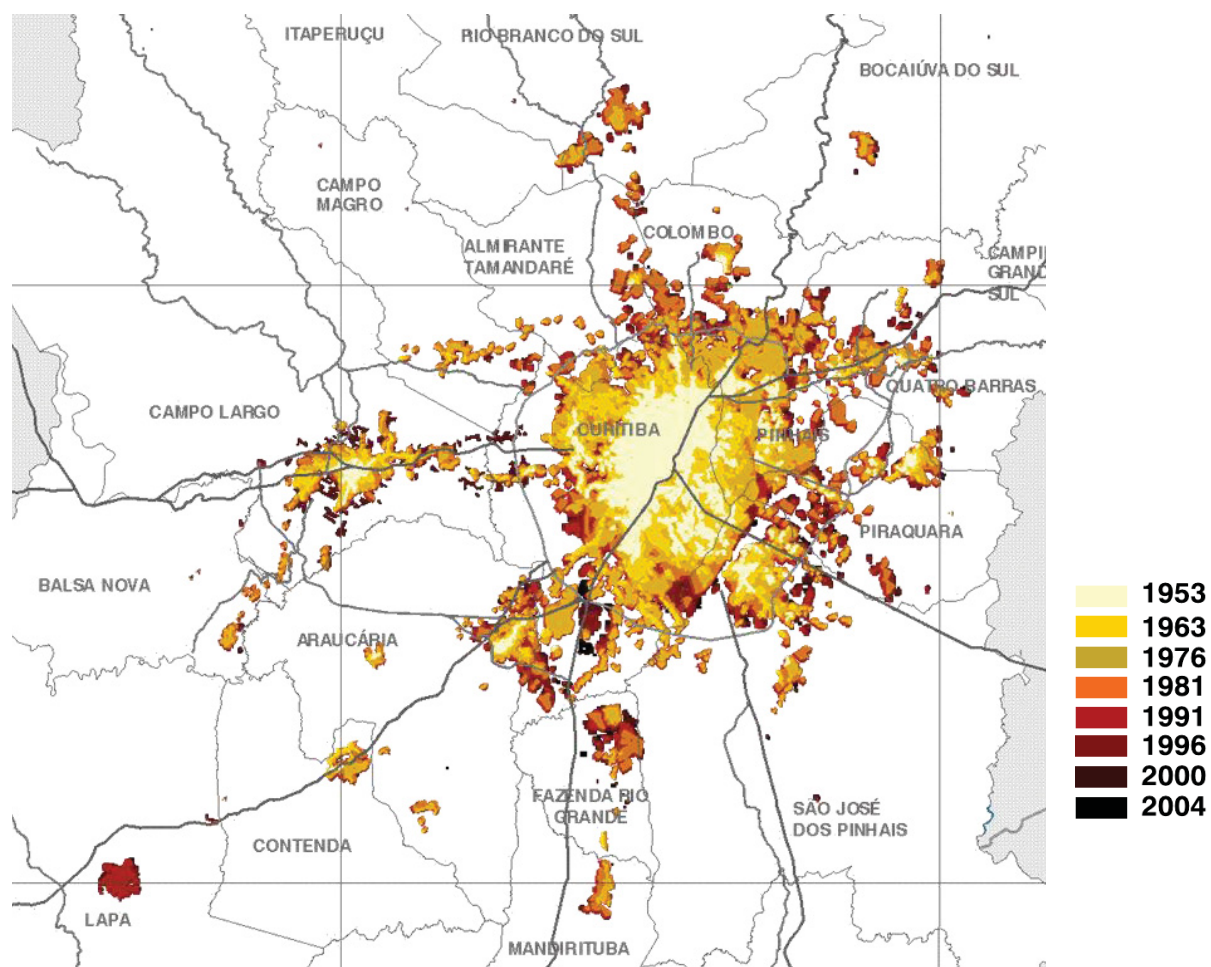 ITAPERUÇU
RIO BRANCO DO SUL
BOCAIÚVA DO SUL
CAMPO
MAGRO
ALMIRANTE
TAMANDARÉ
COLOMBO
CAMPI
GRAND
SUL
QUATRO BARRAS
CAMPO LARGO
CURITIBA
PINHAIS
PIRAQUARA
BALSA NOVA
ARAUCÁRIA
FAZENDA RIO
GRANDE
SÃO JOSÉ
DOS PINHAIS
CONTENDA
LAPA
MANDIRITUBA
1953
1963
1976
1981
1991
1996
2000
2004